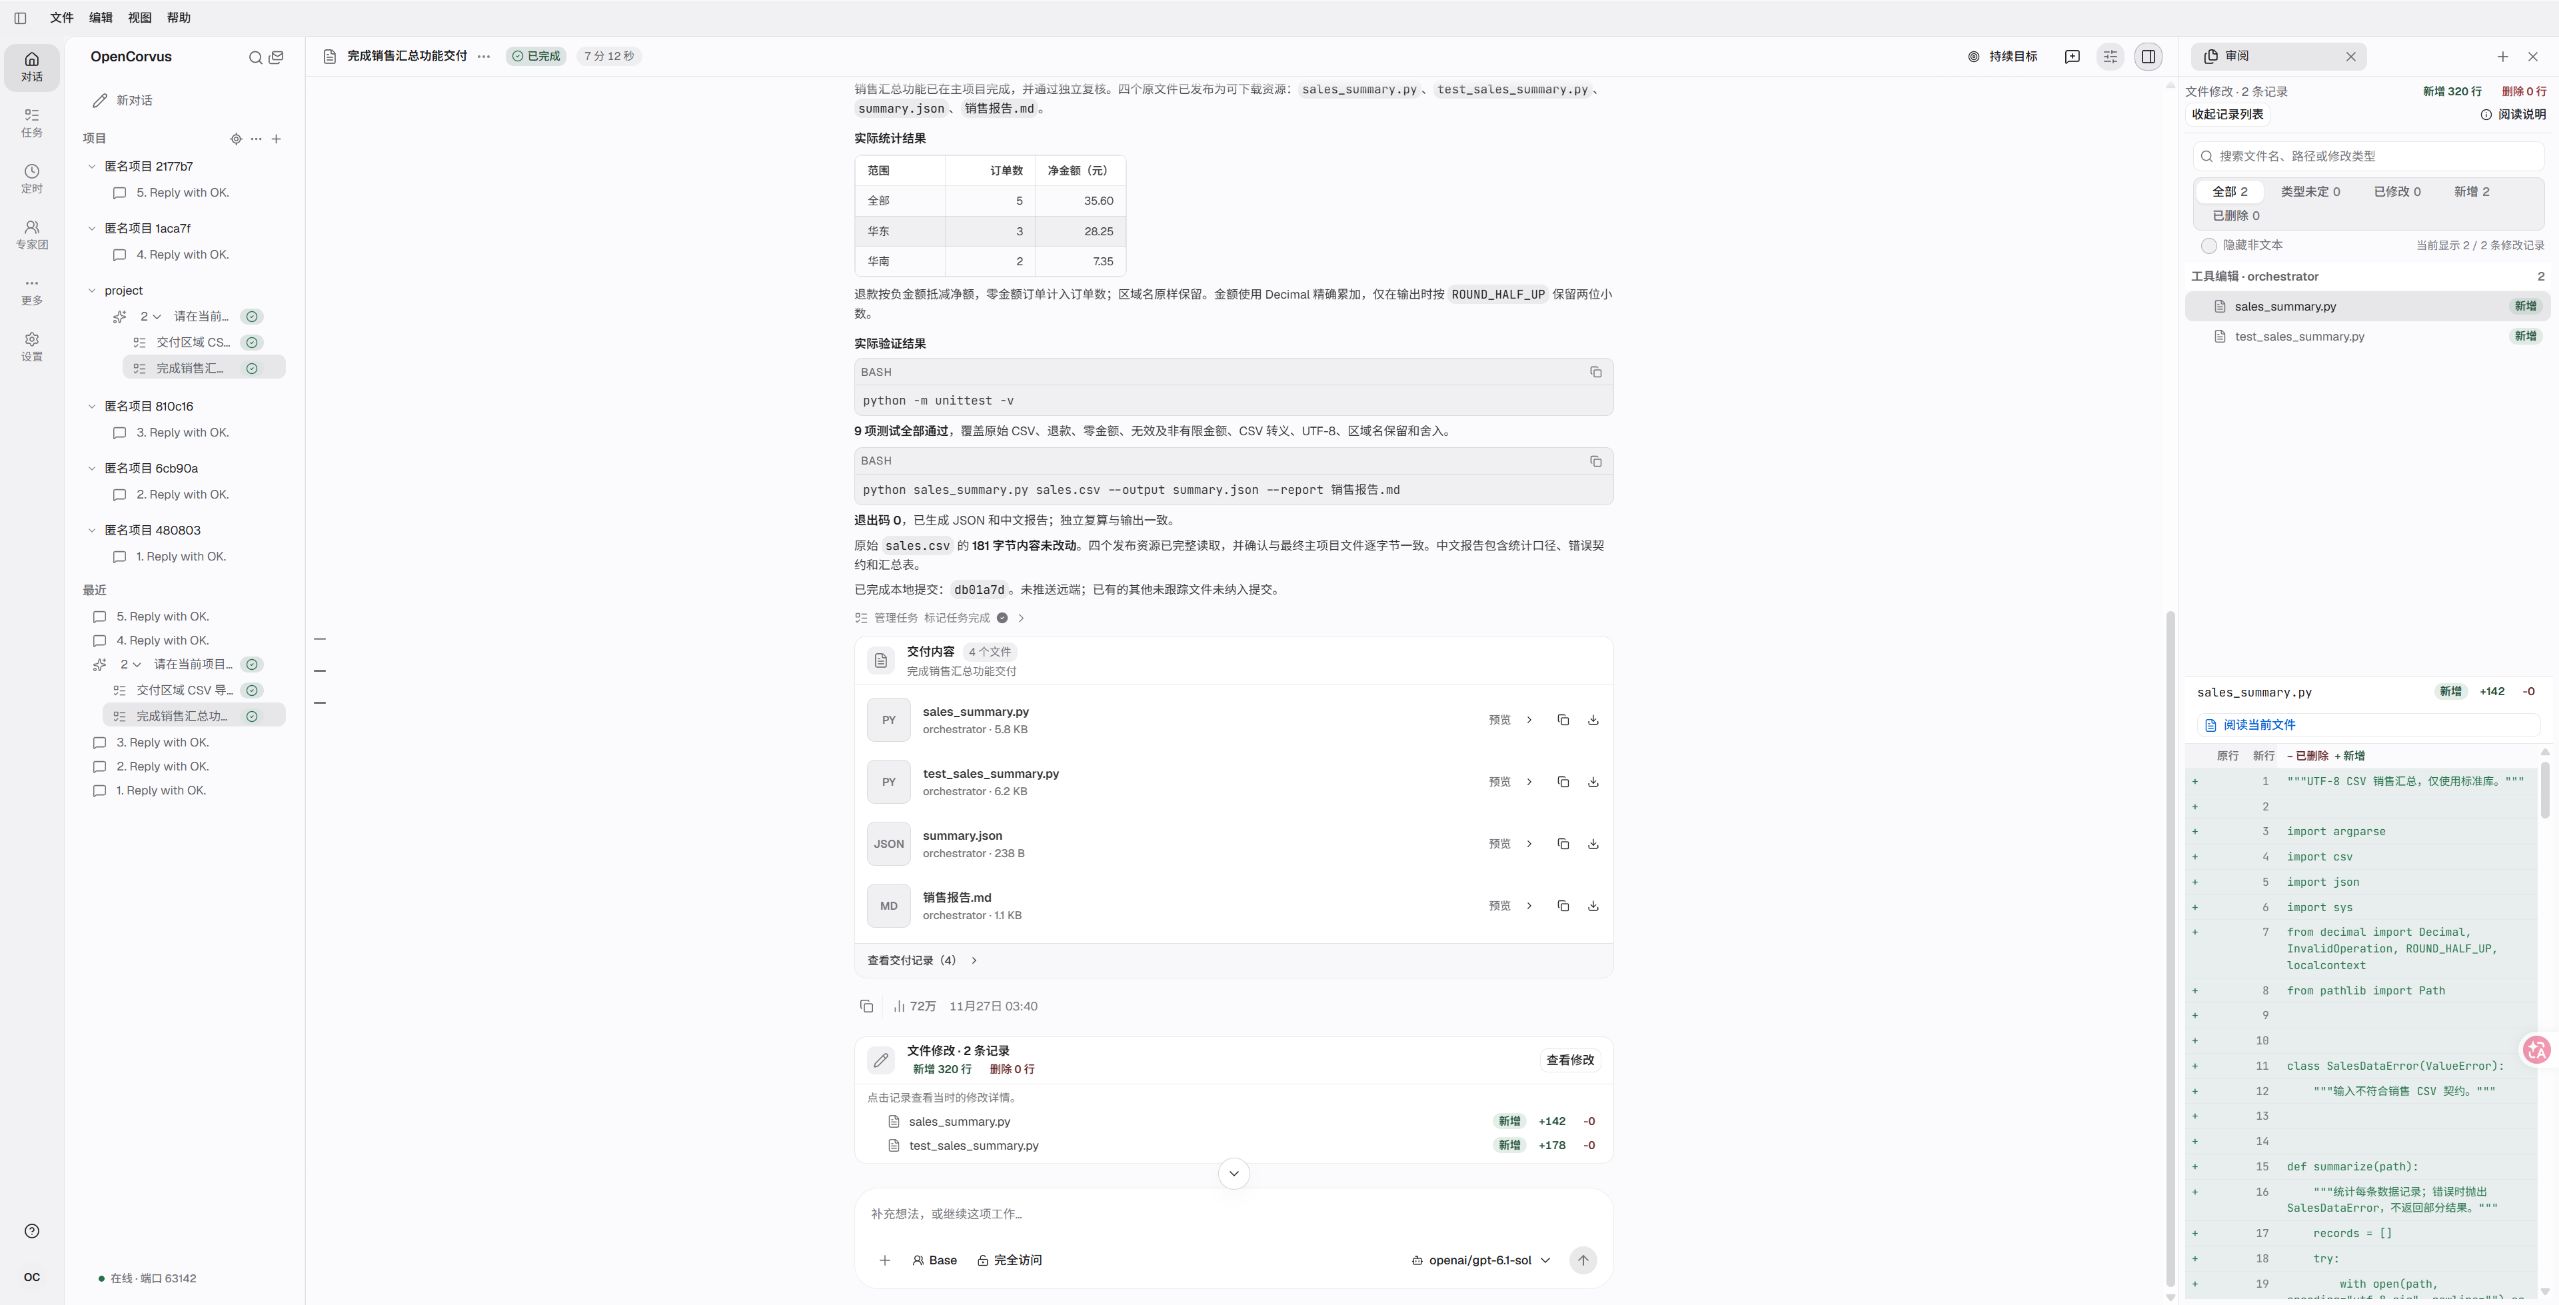 文件 编辑 视图 帮助
对话
任务
定时
专家团
更多
设置
OC
OpenCorvus
新对话
项目
匿名项目 2177b7
5. Reply with OK.
匿名项目 1aca7f
4. Reply with OK.
project
2 请在当前...
交付区域 CS...
完成销售汇...
匿名项目 810c16
3. Reply with OK.
匿名项目 6cb90a
2. Reply with OK.
匿名项目 480803
1. Reply with OK.
最近
5. Reply with OK.
4. Reply with OK.
2 请在当前项目...
交付区域 CSV 导...
完成销售汇总功...
3. Reply with OK.
2. Reply with OK.
1. Reply with OK.
在线 · 端口 63142
完成销售汇总功能交付 ··· 已完成 7 分 12 秒
持续目标
销售汇总功能已在主项目完成，并通过独立复核。四个原文件已发布为可下载资源： sales_summary.py 、 test_sales_summary.py 、
summary.json 、 销售报告.md 。
实际统计结果
范围 订单数 净金额（元）
全部 5 35.60
华东 3 28.25
华南 2 7.35
退款按负金额抵减净额，零金额订单计入订单数；区域名原样保留。金额使用 Decimal 精确累加，仅在输出时按 ROUND_HALF_UP 保留两位小
数。
实际验证结果
BASH
python -m unittest -v
9 项测试全部通过，覆盖原始 CSV、退款、零金额、无效及非有限金额、CSV 转义、UTF-8、区域名保留和舍入。
BASH
python sales_summary.py sales.csv --output summary.json --report 销售报告.md
退出码 0，已生成 JSON 和中文报告；独立复算与输出一致。
原始 sales.csv 的 181 字节内容未改动。四个发布资源已完整读取，并确认与最终主项目文件逐字节一致。中文报告包含统计口径、错误契
约和汇总表。
已完成本地提交： db01a7d 。未推送远端；已有的其他未跟踪文件未纳入提交。
管理任务 标记任务完成
交付内容 4 个文件
完成销售汇总功能交付
PY sales_summary.py 预览
orchestrator · 5.8 KB
PY test_sales_summary.py 预览
orchestrator · 6.2 KB
JSON summary.json 预览
orchestrator · 238 B
MD 销售报告.md 预览
orchestrator · 1.1 KB
查看交付记录（4）
72万 11月27日 03:40
文件修改 · 2 条记录 查看修改
新增 320 行 删除 0 行
点击记录查看当时的修改详情。
sales_summary.py 新增 +142 -0
test_sales_summary.py 新增 +178 -0
补充想法，或继续这项工作...
Base 完全访问 openai/gpt-6.1-sol
审阅
文件修改 · 2 条记录 新增 320 行 删除 0 行
收起记录列表 阅读说明
搜索文件名、路径或修改类型
全部 2 类型未定 0 已修改 0 新增 2
已删除 0
隐藏非文本 当前显示 2 / 2 条修改记录
工具编辑 · orchestrator 2
sales_summary.py 新增
test_sales_summary.py 新增
sales_summary.py 新增 +142 -0
阅读当前文件
原行 新行 − 已删除 + 新增
+ 1 """UTF-8 CSV 销售汇总，仅使用标准库。"""
+ 2
+ 3 import argparse
+ 4 import csv
+ 5 import json
+ 6 import sys
+ 7 from decimal import Decimal,
InvalidOperation, ROUND_HALF_UP,
localcontext
+ 8 from pathlib import Path
+ 9
+ 10
+ 11 class SalesDataError(ValueError):
+ 12 """输入不符合销售 CSV 契约。"""
+ 13
+ 14
+ 15 def summarize(path):
+ 16 """统计每条数据记录；错误时抛出
SalesDataError，不返回部分结果。"""
+ 17 records = []
+ 18 try:
+ 19 with open(path,